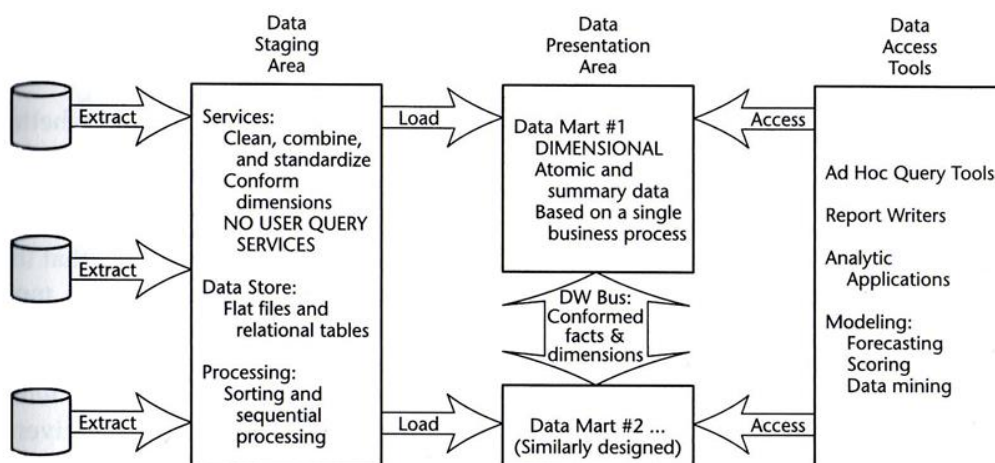 Data
Staging
Area
Data
Presentation
Area
Data
Access
Tools
Extract
Extract
Extract
Services:
Clean, combine,
and standardize
Conform
dimensions
NO USER QUERY
SERVICES
Data Store:
Flat files and
relational tables
Processing:
Sorting and
sequential
processing
Load
Load
Data Mart #1
DIMENSIONAL
Atomic and
summary data
Based on a single
business process
DW Bus:
Conformed
facts &
dimensions
Data Mart #2 ...
(Similarly designed)
Access
Access
Ad Hoc Query Tools
Report Writers
Analytic
Applications
Modeling:
Forecasting
Scoring
Data mining